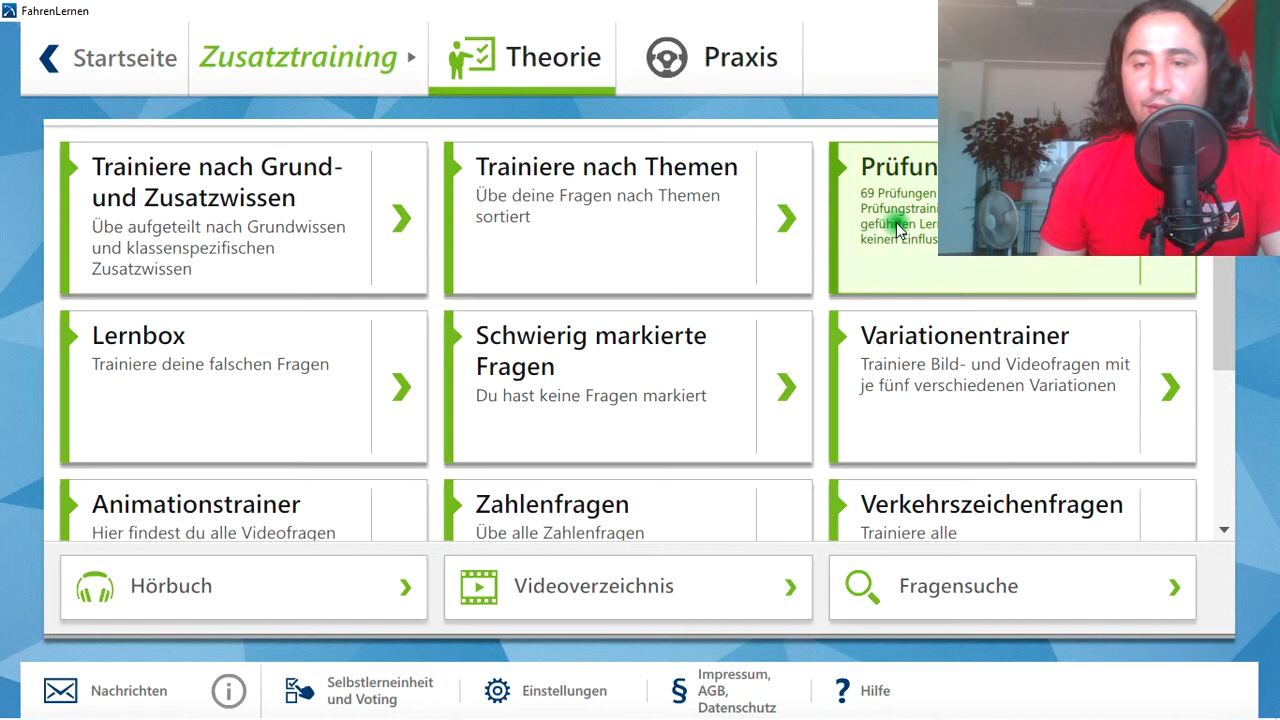 FahrenLernen
Startseite
Zusatztraining
Theorie
Praxis
Trainiere nach Grund-
und Zusatzwissen
Übe aufgeteilt nach Grundwissen
und klassenspezifischen
Zusatzwissen
Trainiere nach Themen
Übe deine Fragen nach Themen
sortiert
69 Prüfungen
keinen
Lernbox
Trainiere deine falschen Fragen
Schwierig markierte
Fragen
Du hast keine Fragen markiert
Variationentrainer
Trainiere Bild- und Videofragen mit
je fünf verschiedenen Variationen
Animationstrainer
Hier findest du alle Videofragen
Zahlenfragen
Übe alle Zahlenfragen
Verkehrszeichenfragen
Trainiere alle
Hörbuch
Videoverzeichnis
Fragensuche
Nachrichten
Selbstlerneinheit
und Voting
Einstellungen
§
Impressum,
AGB,
Datenschutz
? Hilfe